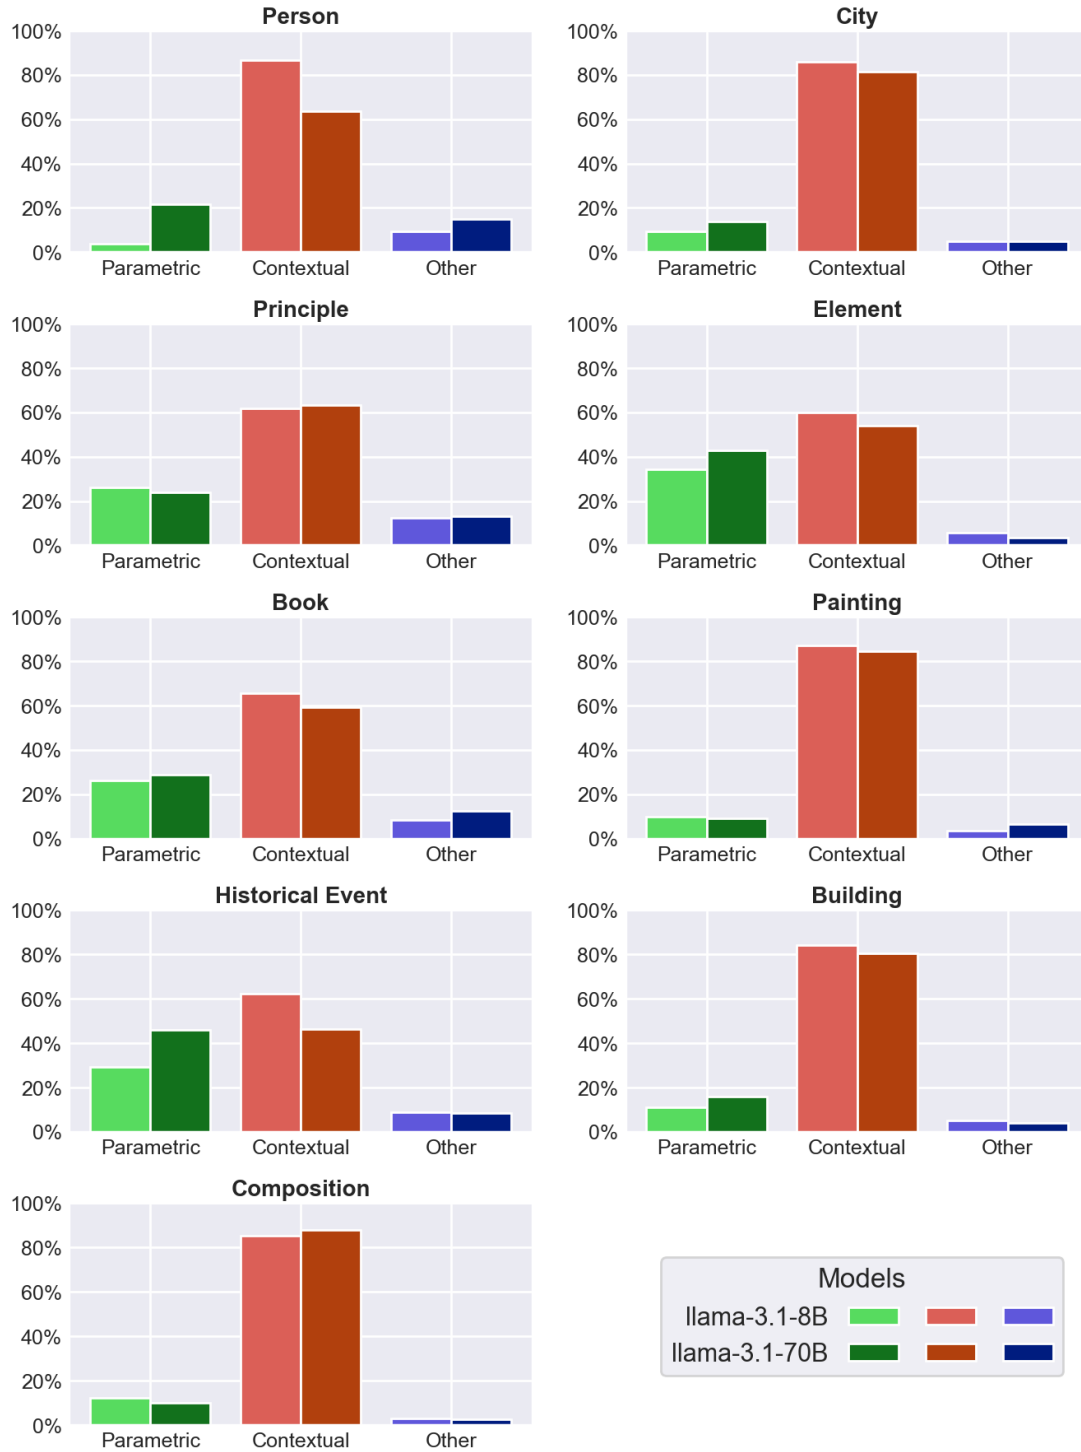 Person
100%
80%
60%
40%
20%
0%
Parametric Contextual Other
City
100%
80%
60%
40%
20%
0%
Parametric Contextual Other
Principle
100%
80%
60%
40%
20%
0%
Parametric Contextual Other
Element
100%
80%
60%
40%
20%
0%
Parametric Contextual Other
Book
100%
80%
60%
40%
20%
0%
Parametric Contextual Other
Painting
100%
80%
60%
40%
20%
0%
Parametric Contextual Other
Historical Event
100%
80%
60%
40%
20%
0%
Parametric Contextual Other
Building
100%
80%
60%
40%
20%
0%
Parametric Contextual Other
Composition
100%
80%
60%
40%
20%
0%
Parametric Contextual Other
Models
llama-3.1-8B
llama-3.1-70B